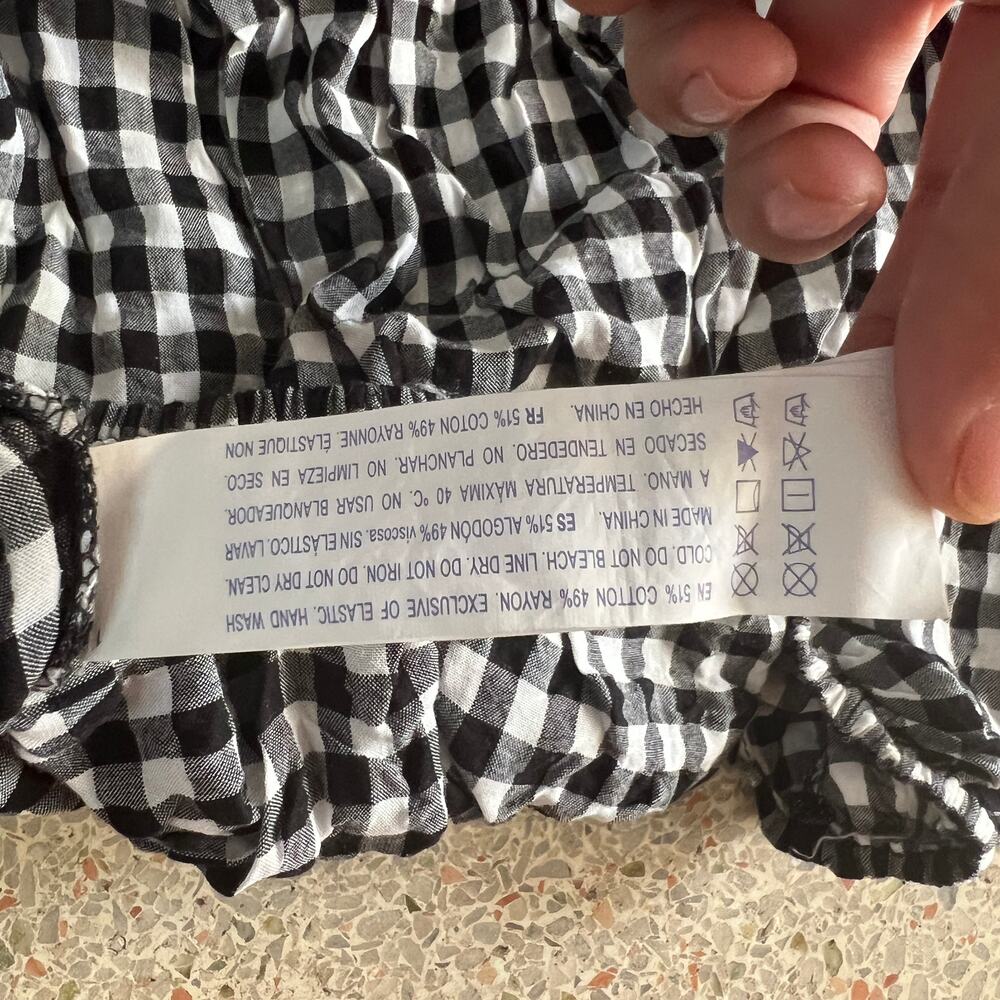 EN 51% COTTON 49% RAYON. EXCLUSIVE OF ELASTIC. HAND WASH
COLD. DO NOT BLEACH. LINE DRY. DO NOT IRON. DO NOT DRY CLEAN.
MADE IN CHINA. ES 51% ALGODÓN 49% viscosa. SIN ELÁSTICO. LAVAR
A MANO. TEMPERATURA MÁXIMA 40 °C. NO USAR BLANQUEADOR.
SECADO EN TENDEDERO. NO PLANCHAR. NO LIMPIEZA EN SECO.
HECHO EN CHINA. FR 51% COTON 49% RAYONNE. ÉLASTIQUE NON